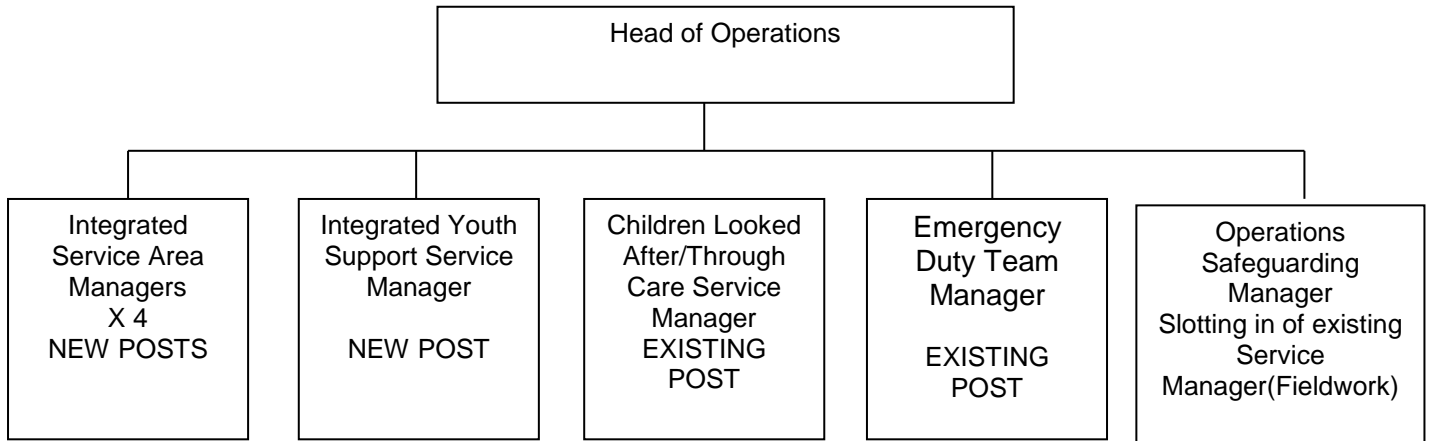 Head of Operations
Integrated
Service Area
Managers
X 4
NEW POSTS
Integrated Youth
Support Service
Manager
NEW POST
Children Looked
After/Through
Care Service
Manager
EXISTING
POST
Emergency
Duty Team
Manager
EXISTING
POST
Operations
Safeguarding
Manager
Slotting in of existing
Service
Manager(Fieldwork)